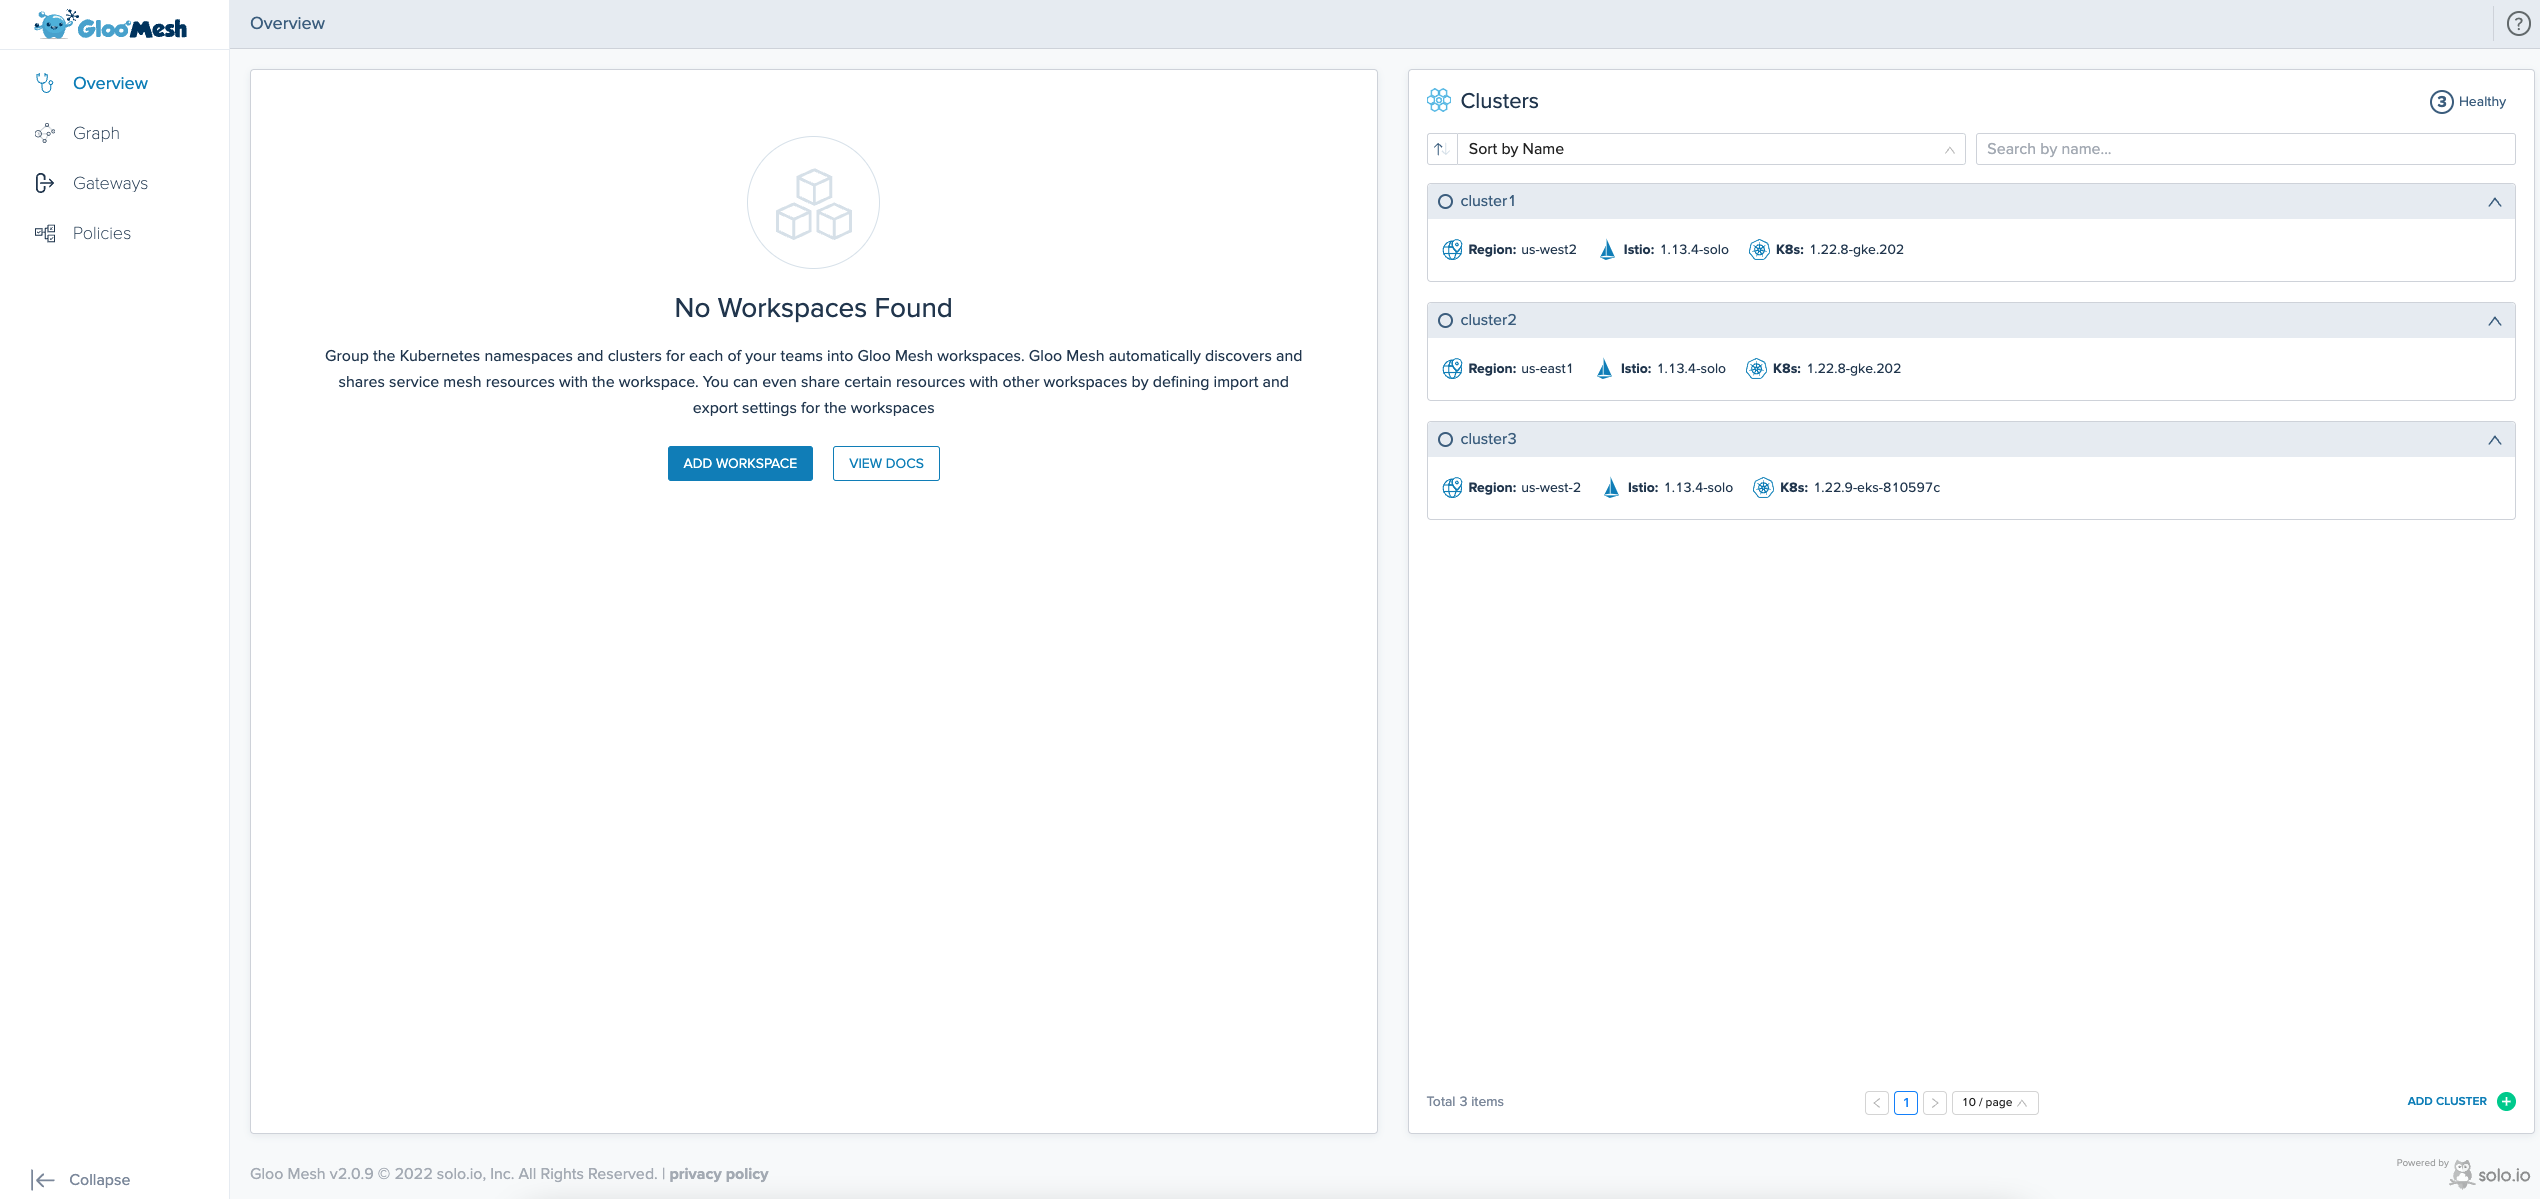 Gloo Mesh
Overview
Overview
Graph
Gateways
Policies
No Workspaces Found
Group the Kubernetes namespaces and clusters for each of your teams into Gloo Mesh workspaces. Gloo Mesh automatically discovers and
shares service mesh resources with the workspace. You can even share certain resources with other workspaces by defining import and
export settings for the workspaces
ADD WORKSPACE VIEW DOCS
Clusters
3 Healthy
Sort by Name
Search by name...
cluster1
Region: us-west2 Istio: 1.13.4-solo K8s: 1.22.8-gke.202
cluster2
Region: us-east1 Istio: 1.13.4-solo K8s: 1.22.8-gke.202
cluster3
Region: us-west-2 Istio: 1.13.4-solo K8s: 1.22.9-eks-810597c
Total 3 items
< 1 > 10 / page
ADD CLUSTER
Collapse
Gloo Mesh v2.0.9 © 2022 solo.io, Inc. All Rights Reserved. | privacy policy
Powered by solo.io